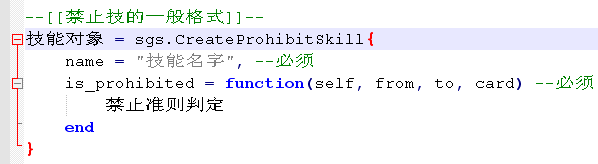 --[[禁止技的一般格式]]--
技能对象 = sgs.CreateProhibitSkill{
name = "技能名字", --必须
is_prohibited = function(self, from, to, card) --必须
禁止准则判定
end
}